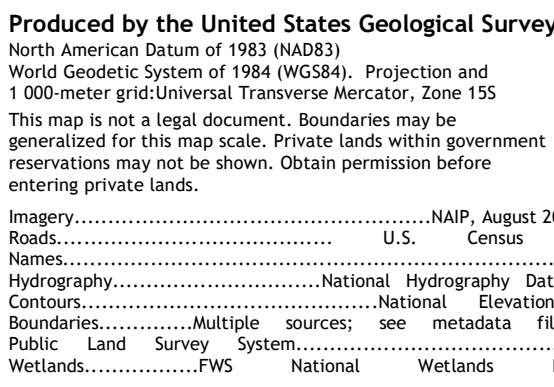 Produced by the United States Geological Survey
North American Datum of 1983 (NAD83)
World Geodetic System of 1984 (WGS84). Projection and
1 000-meter grid:Universal Transverse Mercator, Zone 15S
This map is not a legal document. Boundaries may be
generalized for this map scale. Private lands within government
reservations may not be shown. Obtain permission before
entering private lands.
Imagery....................................................NAIP, August 20
Roads........................................ U.S. Census
Names........................................................................
Hydrography..............................National Hydrography Dat
Contours...........................................National Elevation
Boundaries.............Multiple sources; see metadata fil
Public Land Survey System......................................
Wetlands................FWS National Wetlands